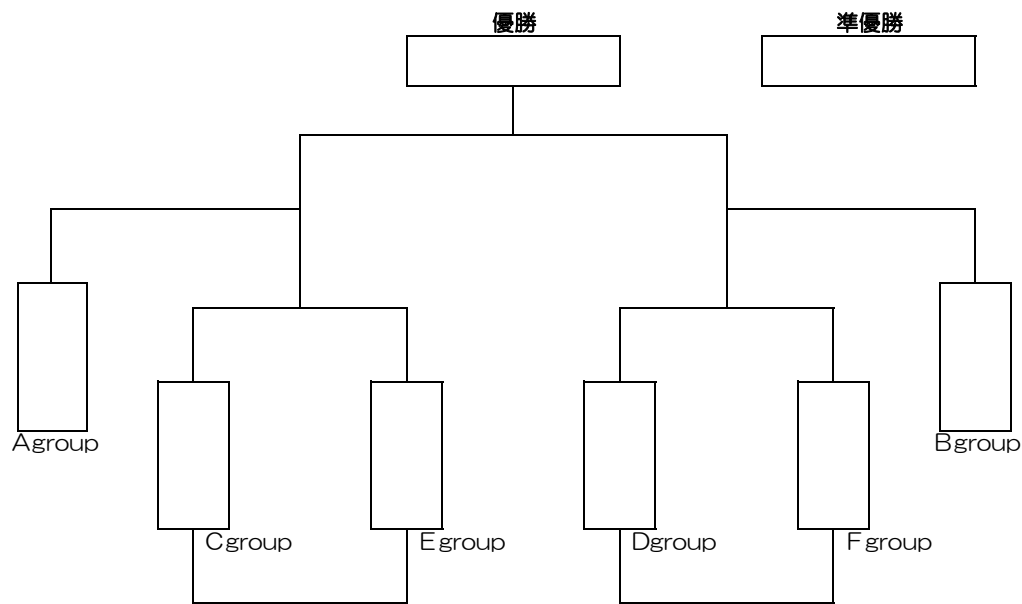 優勝
準優勝
Ａgroup
Ｂgroup
Ｃgroup
Ｅgroup
Ｄgroup
Ｆgroup